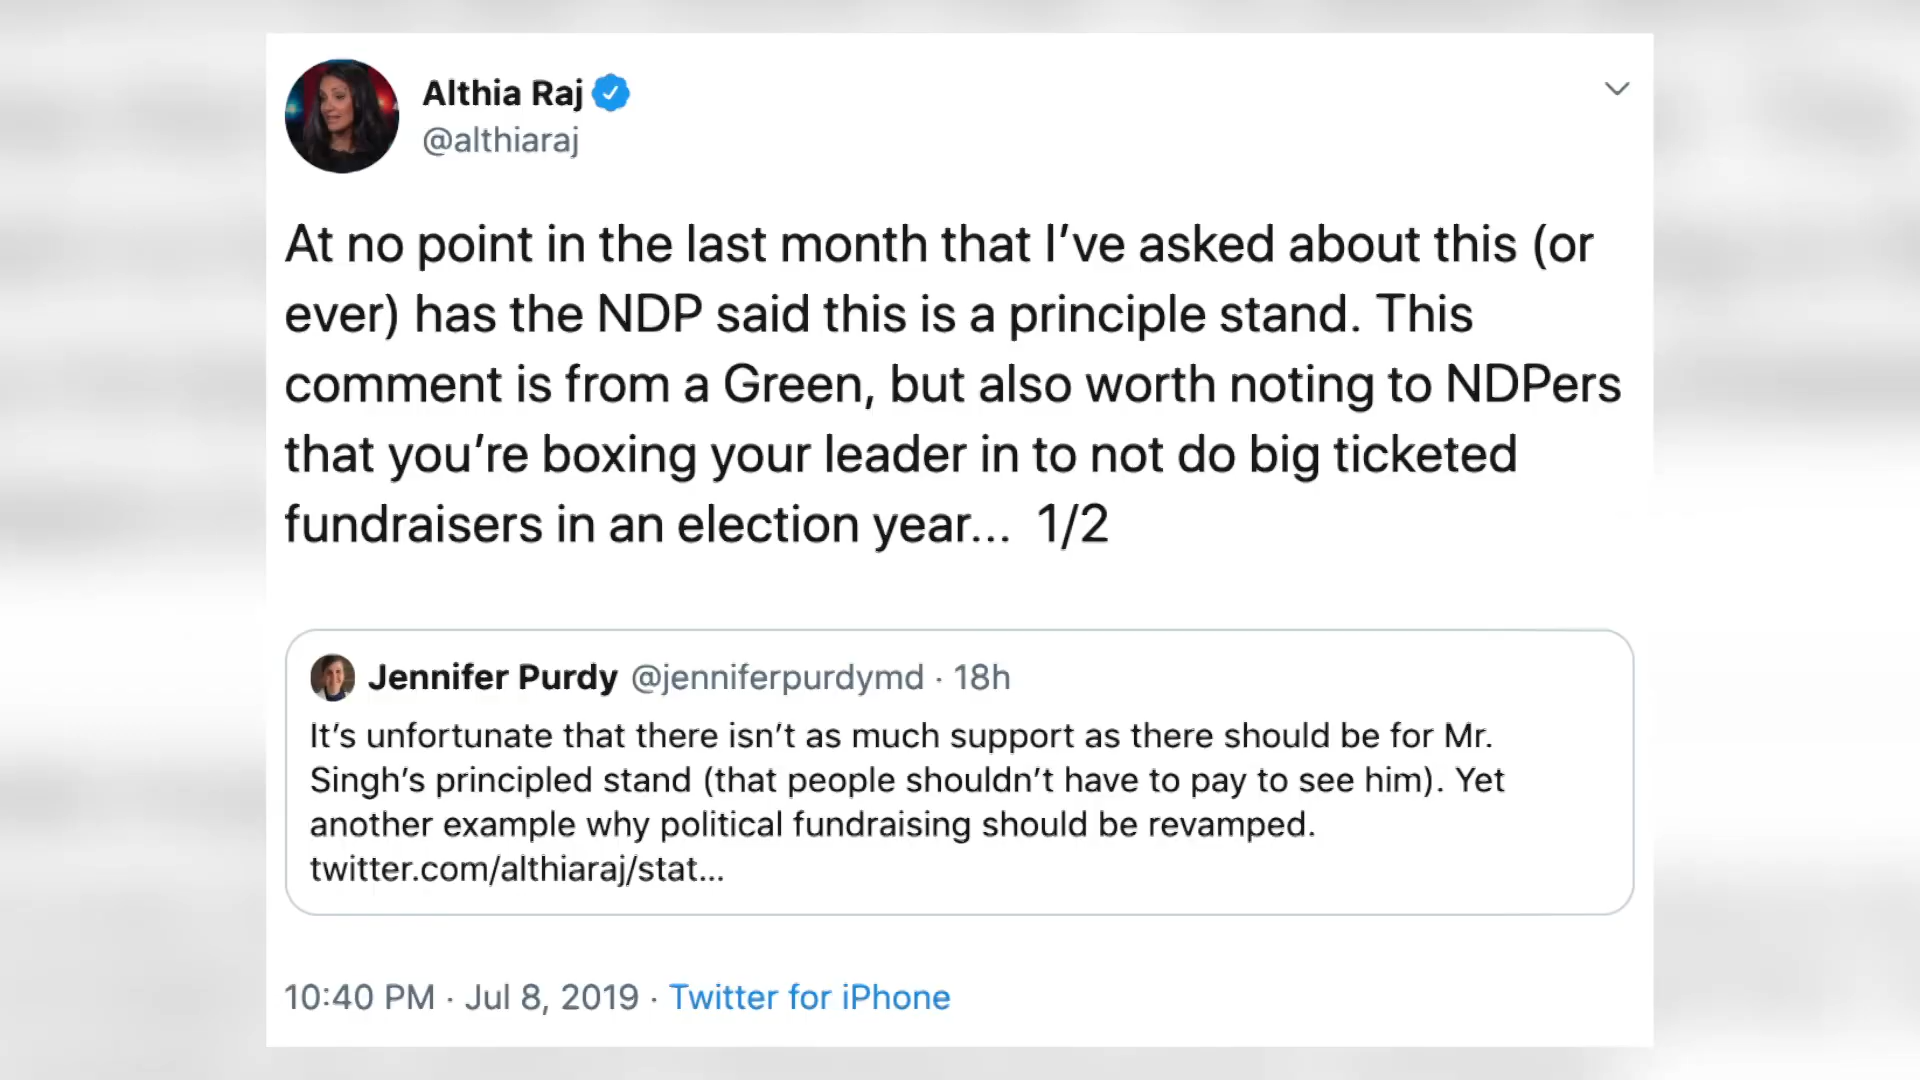 Althia Raj
@althiaraj
At no point in the last month that I’ve asked about this (or
ever) has the NDP said this is a principle stand. This
comment is from a Green, but also worth noting to NDPers
that you’re boxing your leader in to not do big ticketed
fundraisers in an election year... 1/2
Jennifer Purdy @jenniferpurdymd · 18h
It’s unfortunate that there isn’t as much support as there should be for Mr.
Singh’s principled stand (that people shouldn’t have to pay to see him). Yet
another example why political fundraising should be revamped.
twitter.com/althiaraj/stat...
10:40 PM · Jul 8, 2019 · Twitter for iPhone